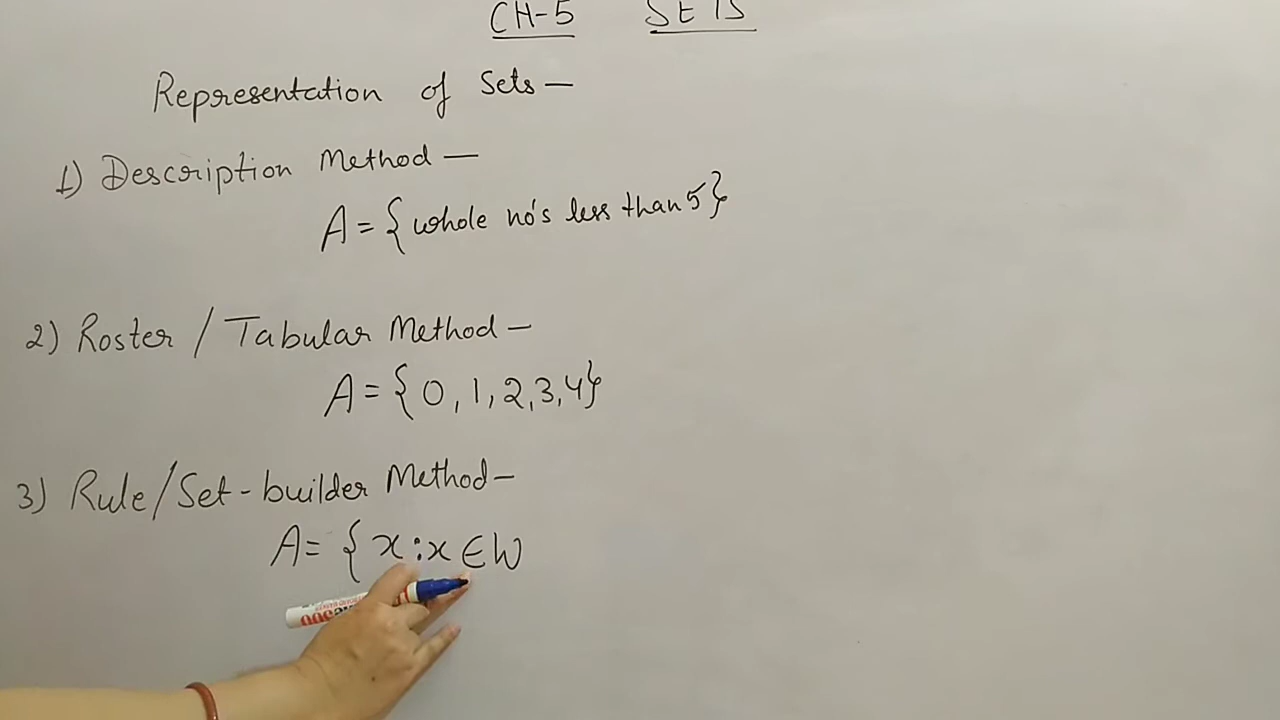 CH-5 SETS
Representation of Sets —
1) Description Method —
A = {whole no's less than 5}
2) Roster / Tabular Method —
A = {0, 1, 2, 3, 4}
3) Rule/Set-builder Method —
A = { x : x ∈ W